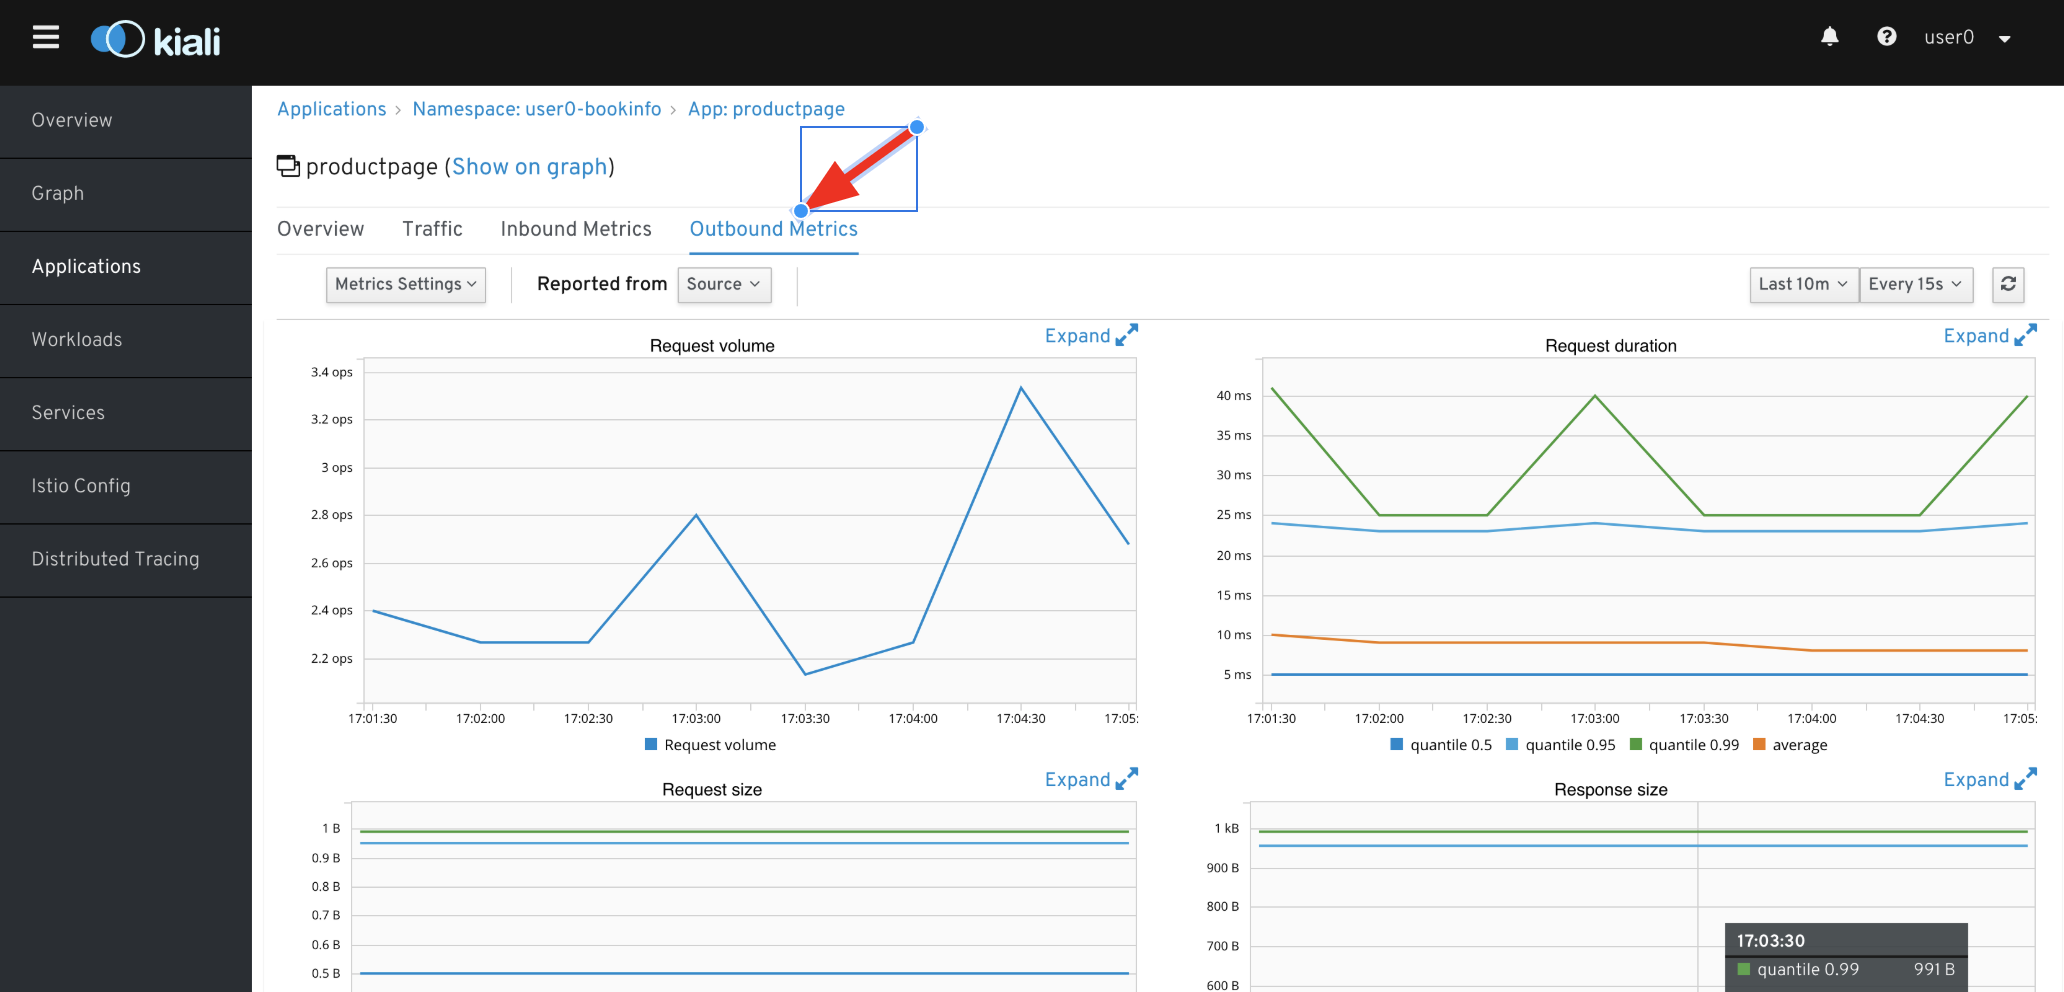 kiali
user0
Overview
Graph
Applications
Workloads
Services
Istio Config
Distributed Tracing
Applications > Namespace: user0-bookinfo > App: productpage
productpage (Show on graph)
Overview Traffic Inbound Metrics Outbound Metrics
Metrics Settings Reported from Source Last 10m Every 15s
Request volume Expand
3.4 ops
3.2 ops
3 ops
2.8 ops
2.6 ops
2.4 ops
2.2 ops
17:01:30 17:02:00 17:02:30 17:03:00 17:03:30 17:04:00 17:04:30 17:05:
Request volume
Request duration Expand
40 ms
35 ms
30 ms
25 ms
20 ms
15 ms
10 ms
5 ms
17:01:30 17:02:00 17:02:30 17:03:00 17:03:30 17:04:00 17:04:30 17:05:
quantile 0.5 quantile 0.95 quantile 0.99 average
Request size Expand
1 B
0.9 B
0.8 B
0.7 B
0.6 B
0.5 B
Response size Expand
1 kB
900 B
800 B
700 B
600 B
17:03:30
quantile 0.99 991 B